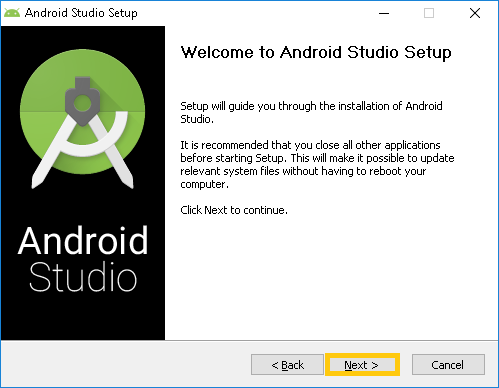 Android Studio Setup
Welcome to Android Studio Setup
Setup will guide you through the installation of Android
Studio.
It is recommended that you close all other applications
before starting Setup. This will make it possible to update
relevant system files without having to reboot your
computer.
Click Next to continue.
Android
Studio
< Back
Next >
Cancel